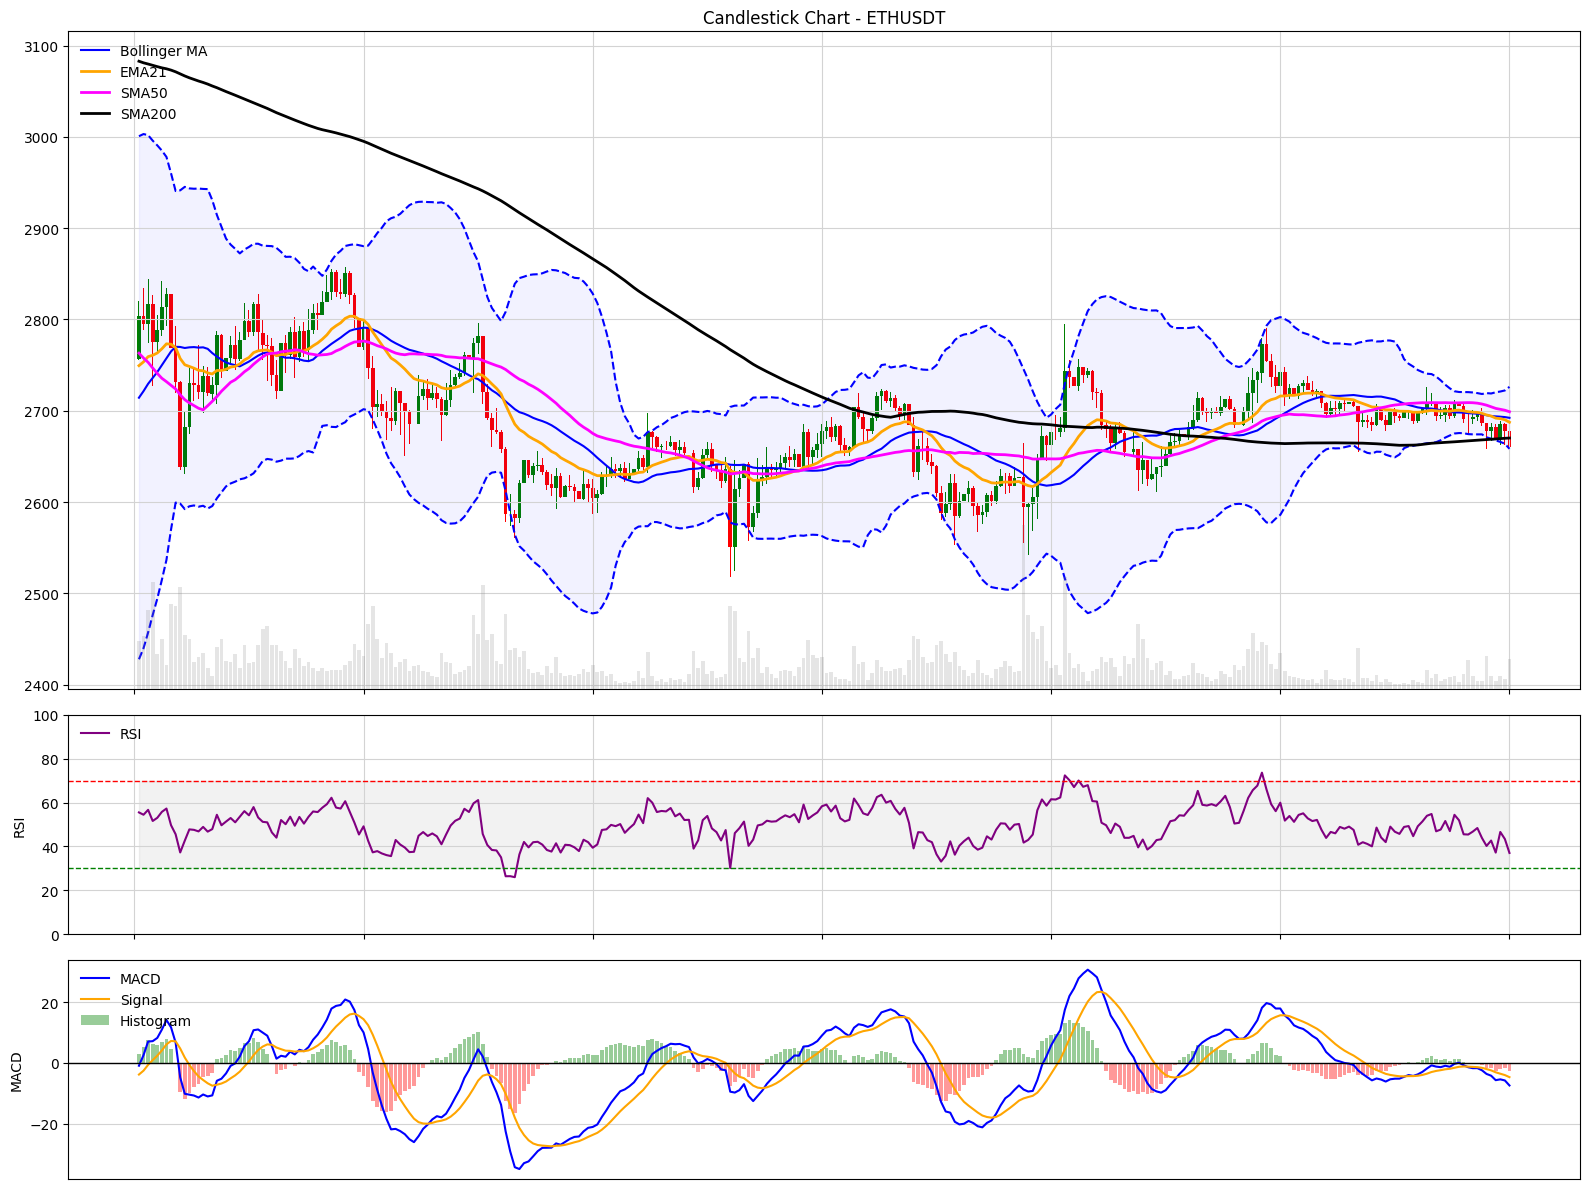 Candlestick Chart - ETHUSDT
3100
3000
2900
2800
2700
2600
2500
2400
Bollinger MA
EMA21
SMA50
SMA200
100
80
60
40
20
0
RSI
RSI
20
0
−20
MACD
MACD
Signal
Histogram